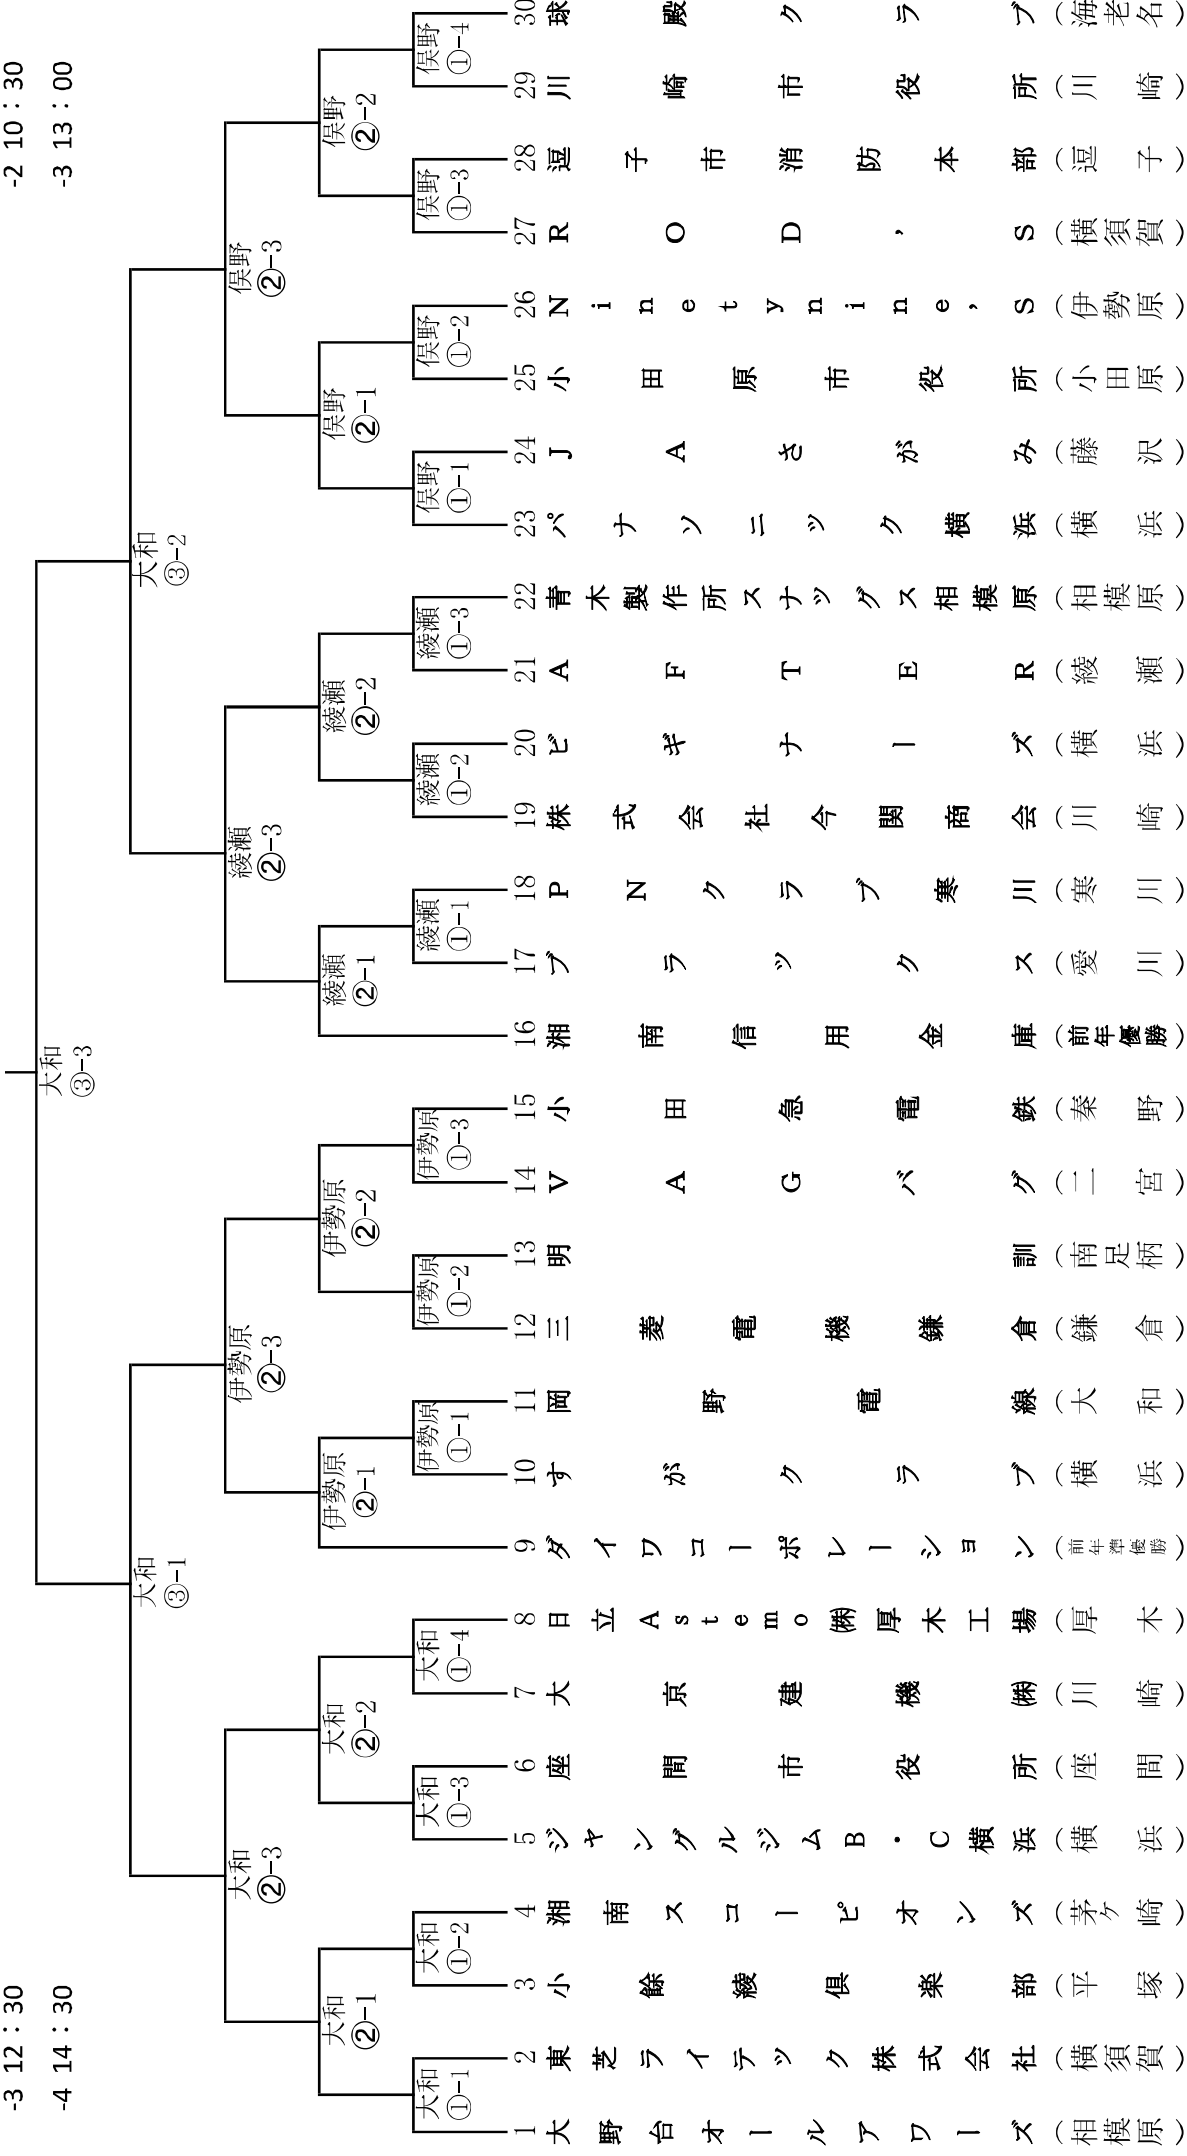 -3 12：30
-4 14：30
-2 10：30
-3 13：00
大和
③-3
大和
③-1
大和
③-2
大和
②-3
伊勢原
②-3
綾瀬
②-3
俣野
②-3
大和
②-1
大和
②-2
伊勢原
②-1
伊勢原
②-2
綾瀬
②-1
綾瀬
②-2
俣野
②-1
俣野
②-2
大和
①-1
大和
①-2
大和
①-3
大和
①-4
伊勢原
①-1
伊勢原
①-2
伊勢原
①-3
綾瀬
①-1
綾瀬
①-2
綾瀬
①-3
俣野
①-1
俣野
①-2
俣野
①-3
俣野
①-4
1 大野台オールアワーズ（相模原）
2 東芝ライテック株式会社（横須賀）
3 小餘綾倶楽部（平塚）
4 湘南スコーピオンズ（茅ケ崎）
5 ジャングルジムB・C横浜（横浜）
6 座間市役所（座間）
7 大京建機㈱（川崎）
8 日立Astemo㈱厚木工場（厚木）
9 ダイワコーポレーション（前年準優勝）
10 すがクラブ（横浜）
11 岡野電線（大和）
12 三菱電機鎌倉（鎌倉）
13 明訓（南足柄）
14 VAGバグ（二宮）
15 小田急電鉄（秦野）
16 湘南信用金庫（前年優勝）
17 ブラックス（愛川）
18 PNクラブ寒川（寒川）
19 株式会社今関商会（川崎）
20 ビギナーズ（横浜）
21 AFTER（綾瀬）
22 青木製作所スナッグス相模原（相模原）
23 パナソニック横浜（横浜）
24 JAさがみ（藤沢）
25 小田原市役所（小田原）
26 Ninetynine,S（伊勢原）
27 ROD,S（横須賀）
28 逗子市消防本部（逗子）
29 川崎市役所（川崎）
30 球殿クラブ（海老名）